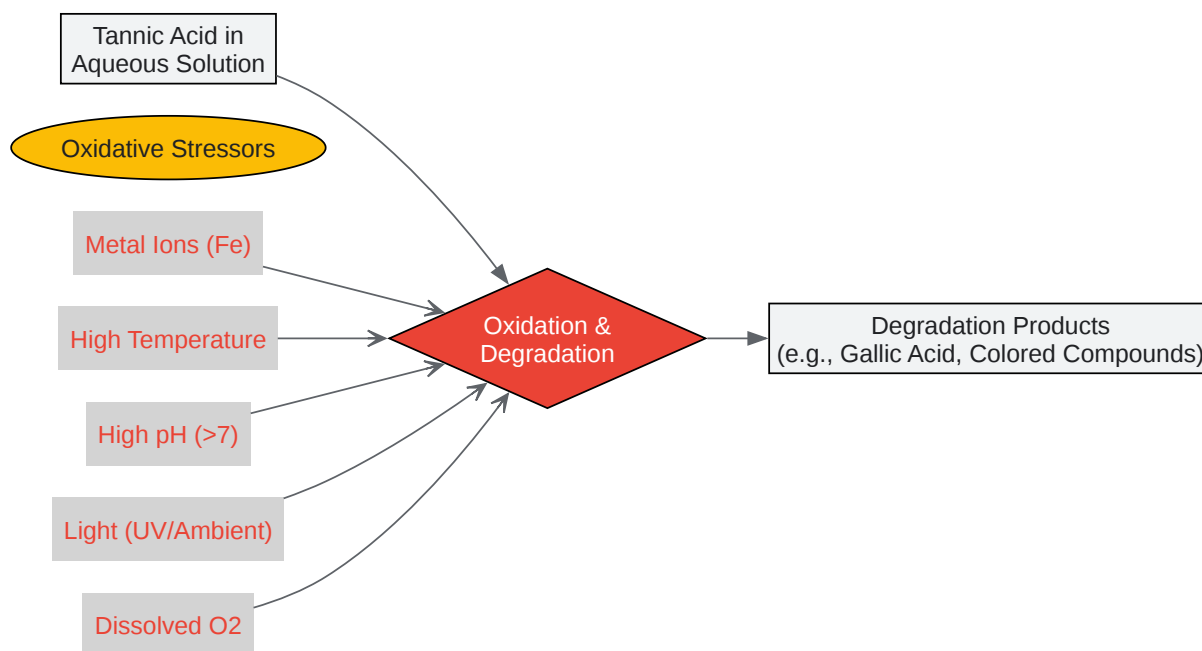 Tannic Acid in
Aqueous Solution
Oxidative Stressors
Metal Ions (Fe)
High Temperature
High pH (>7)
Light (UV/Ambient)
Dissolved O2
Oxidation &
Degradation
Degradation Products
(e.g., Gallic Acid, Colored Compounds)